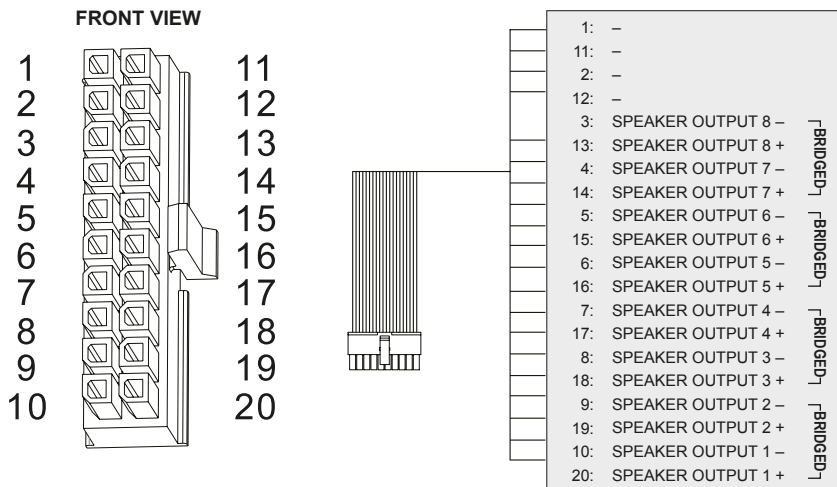 FRONT VIEW
1 11
2 12
3 13
4 14
5 15
6 16
7 17
8 18
9 19
10 20
1: –
11: –
2: –
12: –
3: SPEAKER OUTPUT 8 –
13: SPEAKER OUTPUT 8 +
4: SPEAKER OUTPUT 7 –
14: SPEAKER OUTPUT 7 +
BRIDGED
5: SPEAKER OUTPUT 6 –
15: SPEAKER OUTPUT 6 +
6: SPEAKER OUTPUT 5 –
16: SPEAKER OUTPUT 5 +
BRIDGED
7: SPEAKER OUTPUT 4 –
17: SPEAKER OUTPUT 4 +
8: SPEAKER OUTPUT 3 –
18: SPEAKER OUTPUT 3 +
BRIDGED
9: SPEAKER OUTPUT 2 –
19: SPEAKER OUTPUT 2 +
10: SPEAKER OUTPUT 1 –
20: SPEAKER OUTPUT 1 +
BRIDGED